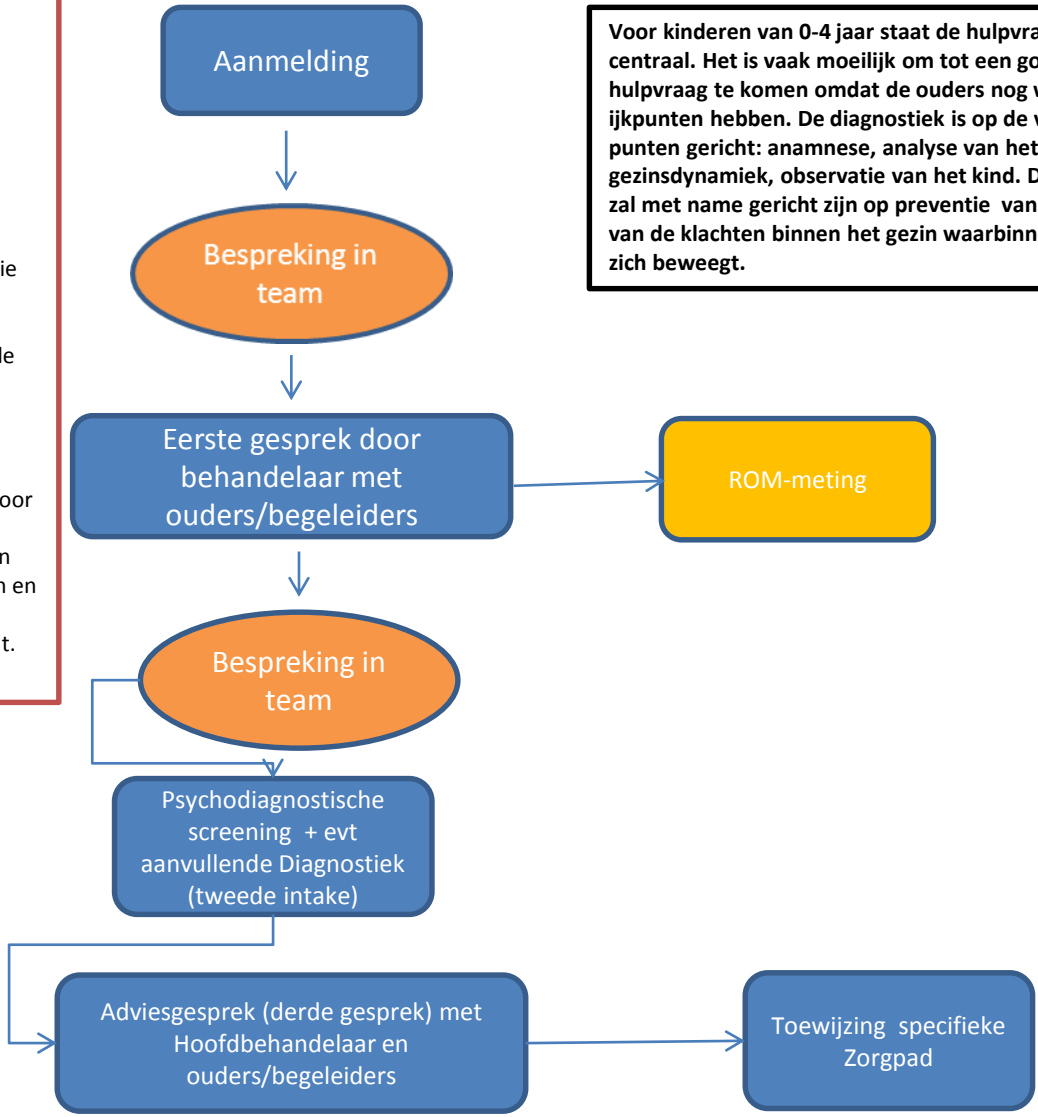 Aanmelding
Voor kinderen van 0-4 jaar staat de hulpvra
centraal. Het is vaak moeilijk om tot een go
hulpvraag te komen omdat de ouders nog w
ijkpunten hebben. De diagnostiek is op de v
punten gericht: anamnese, analyse van het
gezinsdynamiek, observatie van het kind. D
zal met name gericht zijn op preventie van
van de klachten binnen het gezin waarbinn
zich beweegt.
ie
le
oor
n
n en
t.
Bespreking in
team
Eerste gesprek door
behandelaar met
ouders/begeleiders
ROM-meting
Bespreking in
team
Psychodiagnostische
screening + evt
aanvullende Diagnostiek
(tweede intake)
Adviesgesprek (derde gesprek) met
Hoofdbehandelaar en
ouders/begeleiders
Toewijzing specifieke
Zorgpad